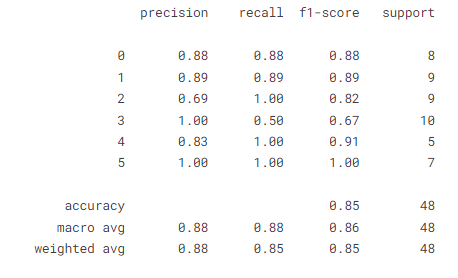 precision recall f1-score support
0 0.88 0.88 0.88 8
1 0.89 0.89 0.89 9
2 0.69 1.00 0.82 9
3 1.00 0.50 0.67 10
4 0.83 1.00 0.91 5
5 1.00 1.00 1.00 7
accuracy 0.85 48
macro avg 0.88 0.88 0.86 48
weighted avg 0.88 0.85 0.85 48